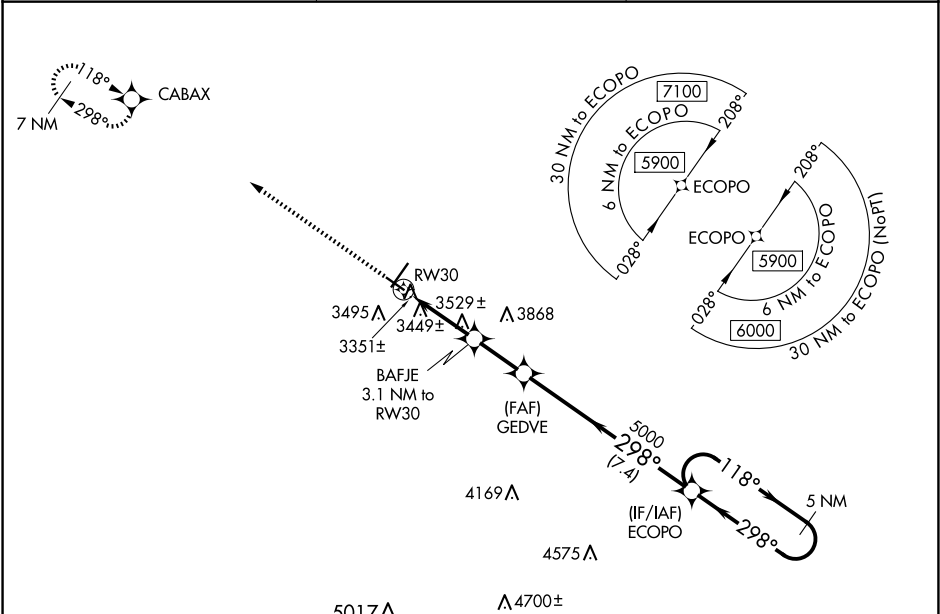 118°
298°
7 NM
CABAX
30 NM to ECOPO
7100
208°
6 NM to ECOPO
5900
ECOPO
028°
208°
ECOPO
5900
6 NM to ECOPO
028°
6000
30 NM to ECOPO (NoPT)
RW30
3495
3449±
3529±
3868
3351±
BAFJE
3.1 NM to
RW30
(FAF)
GEDVE
5000
298°
(7.4)
118°
5 NM
298°
(IF/IAF)
ECOPO
4169
4575
4700±
5017